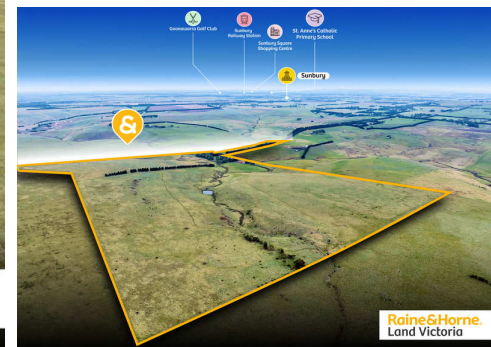 Goonawarra Golf Club
Sunbury
Railway Station
Sunbury Square
Shopping Centre
St. Anne's Catholic
Primary School
Sunbury
&
Raine&Horne.
Land Victoria